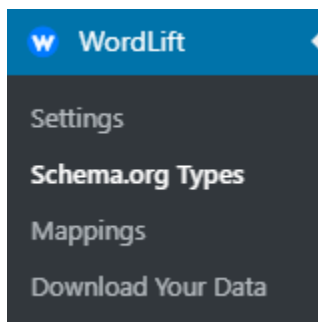 W WordLift
Settings
Schema.org Types
Mappings
Download Your Data